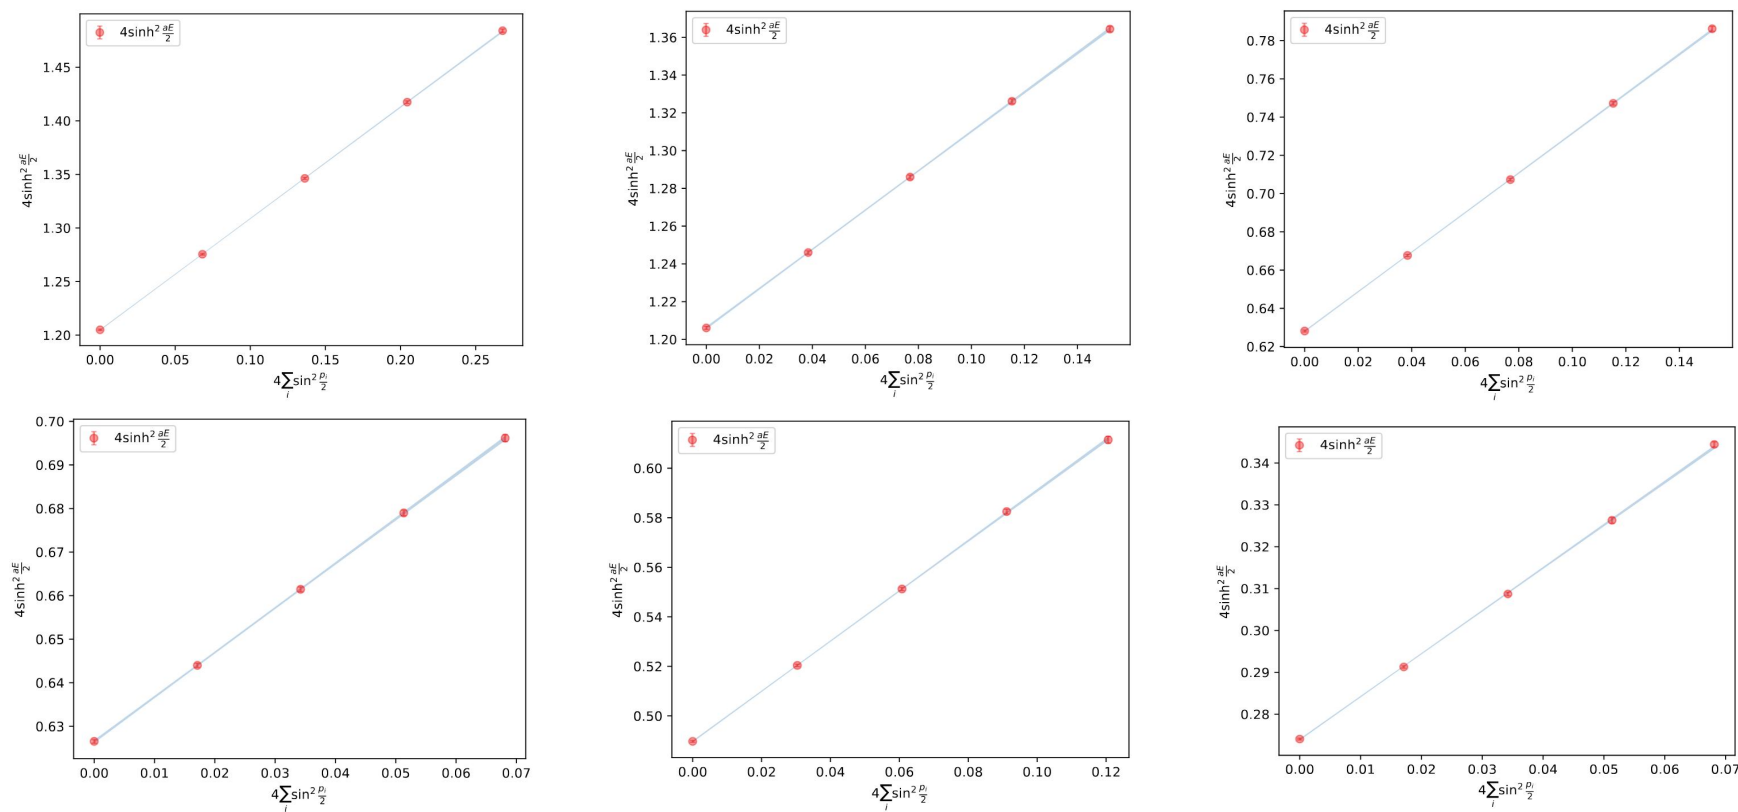 4sinh² aE/2
1.45
1.40
1.35
1.30
1.25
1.20
4sinh² aE/2
0.00 0.05 0.10 0.15 0.20 0.25
4∑ᵢ sin² pᵢ/2
4sinh² aE/2
1.36
1.34
1.32
1.30
1.28
1.26
1.24
1.22
1.20
4sinh² aE/2
0.00 0.02 0.04 0.06 0.08 0.10 0.12 0.14
4∑ᵢ sin² pᵢ/2
4sinh² aE/2
0.78
0.76
0.74
0.72
0.70
0.68
0.66
0.64
0.62
4sinh² aE/2
0.00 0.02 0.04 0.06 0.08 0.10 0.12 0.14
4∑ᵢ sin² pᵢ/2
4sinh² aE/2
0.70
0.69
0.68
0.67
0.66
0.65
0.64
0.63
4sinh² aE/2
0.00 0.01 0.02 0.03 0.04 0.05 0.06 0.07
4∑ᵢ sin² pᵢ/2
4sinh² aE/2
0.60
0.58
0.56
0.54
0.52
0.50
4sinh² aE/2
0.00 0.02 0.04 0.06 0.08 0.10 0.12
4∑ᵢ sin² pᵢ/2
4sinh² aE/2
0.34
0.33
0.32
0.31
0.30
0.29
0.28
4sinh² aE/2
0.00 0.01 0.02 0.03 0.04 0.05 0.06 0.07
4∑ᵢ sin² pᵢ/2